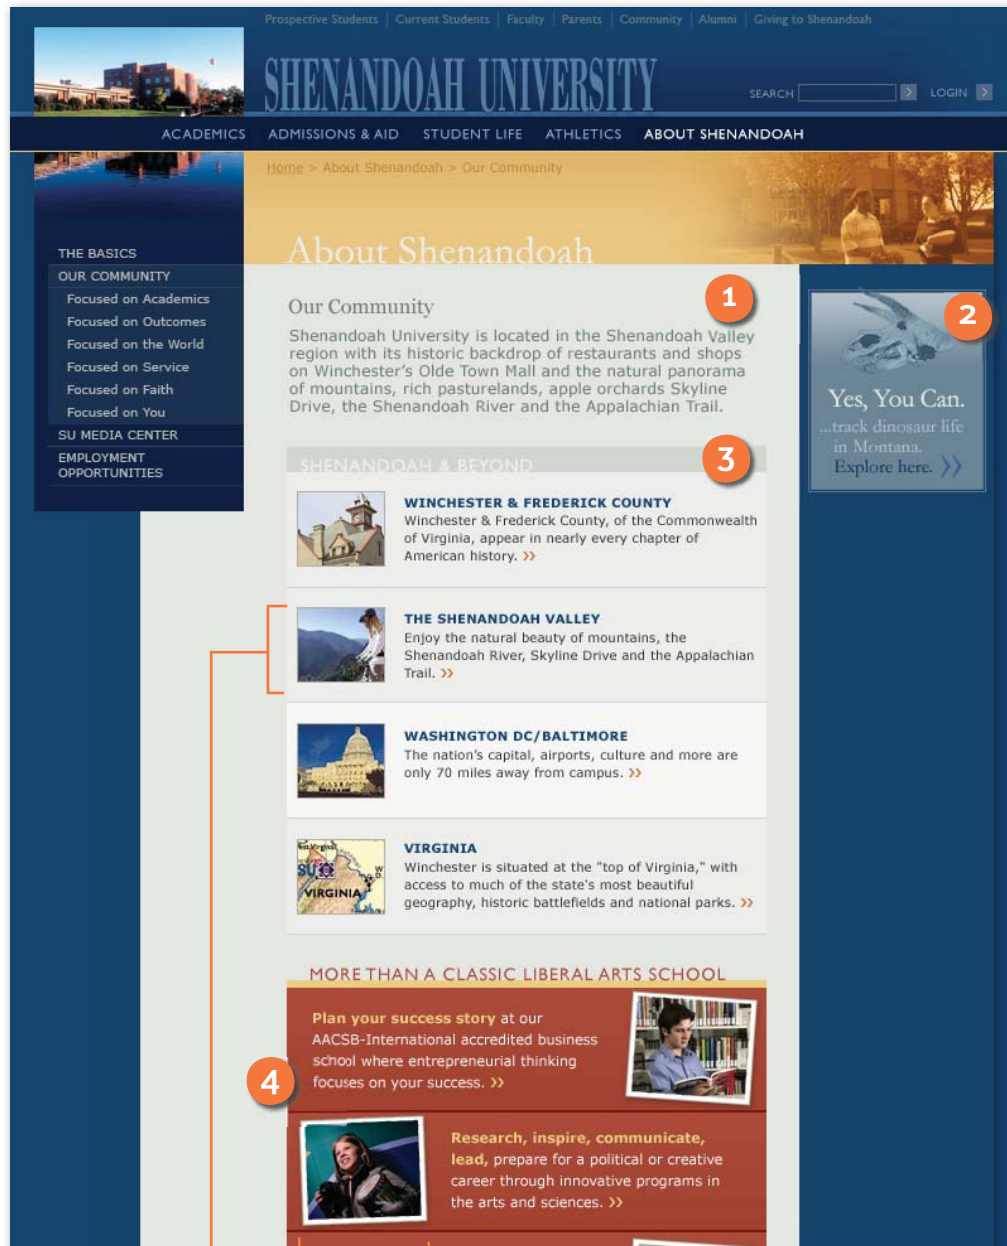 Prospective Students | Current Students | Faculty | Parents | Community | Alumni | Giving to Shenandoah
SHENANDOAH UNIVERSITY
SEARCH
LOGIN
ACADEMICS ADMISSIONS & AID STUDENT LIFE ATHLETICS ABOUT SHENANDOAH
Home > About Shenandoah > Our Community
About Shenandoah
THE BASICS
OUR COMMUNITY
Focused on Academics
Focused on Outcomes
Focused on the World
Focused on Service
Focused on Faith
Focused on You
SU MEDIA CENTER
EMPLOYMENT
OPPORTUNITIES
1
Our Community
Shenandoah University is located in the Shenandoah Valley
region with its historic backdrop of restaurants and shops
on Winchester's Olde Town Mall and the natural panorama
of mountains, rich pasturelands, apple orchards Skyline
Drive, the Shenandoah River and the Appalachian Trail.
2
Yes, You Can.
...track dinosaur life
in Montana.
Explore here. »
3
SHENANDOAH & BEYOND
WINCHESTER & FREDERICK COUNTY
Winchester & Frederick County, of the Commonwealth
of Virginia, appear in nearly every chapter of
American history. »
THE SHENANDOAH VALLEY
Enjoy the natural beauty of mountains, the
Shenandoah River, Skyline Drive and the Appalachian
Trail. »
WASHINGTON DC/BALTIMORE
The nation's capital, airports, culture and more are
only 70 miles away from campus. »
SU
VIRGINIA
VIRGINIA
Winchester is situated at the "top of Virginia," with
access to much of the state's most beautiful
geography, historic battlefields and national parks. »
MORE THAN A CLASSIC LIBERAL ARTS SCHOOL
4
Plan your success story at our
AACSB-International accredited business
school where entrepreneurial thinking
focuses on your success. »
Research, inspire, communicate,
lead, prepare for a political or creative
career through innovative programs in
the arts and sciences. »